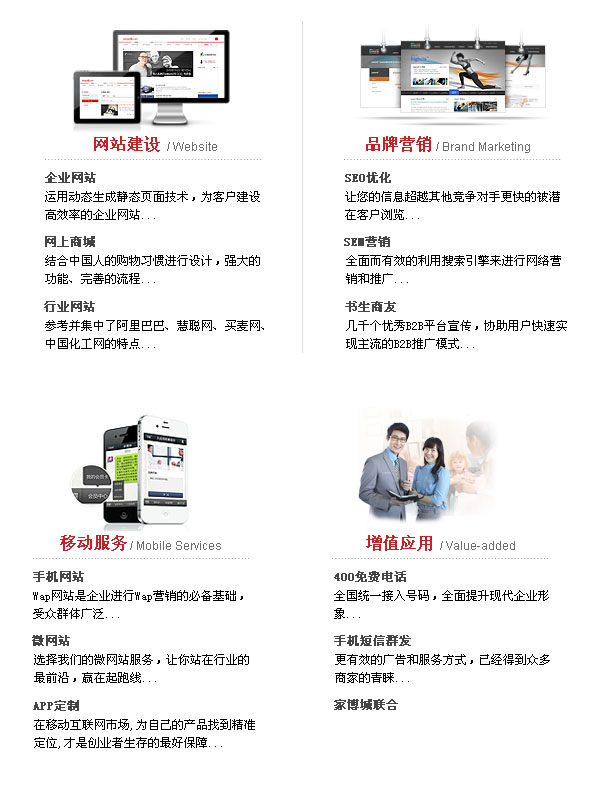 网站建设 / Website
企业网站
运用动态生成静态页面技术，为客户建设
高效率的企业网站...
网上商城
结合中国人的购物习惯进行设计，强大的
功能、完善的流程...
行业网站
参考并集中了阿里巴巴、慧聪网、买麦网、
中国化工网的特点...
品牌营销 / Brand Marketing
SEO优化
让您的信息超越其他竞争对手更快的被潜
在客户浏览...
SEM营销
全面而有效的利用搜索引擎来进行网络营
销和推广...
书生商友
几千个优秀B2B平台宣传，协助用户快速实
现主流的B2B推广模式...
我的会员卡
会员中心
移动服务 / Mobile Services
手机网站
Wap网站是企业进行Wap营销的必备基础，
受众群体广泛...
微网站
选择我们的微网站服务，让你站在行业的
最前沿，赢在起跑线...
APP定制
在移动互联网市场,为自己的产品找到精准
定位,才是创业者生存的最好保障...
增值应用 / Value-added
400免费电话
全国统一接入号码，全面提升现代企业形
象...
手机短信群发
更有效的广告和服务方式，已经得到众多
商家的青睐...
家博城联合